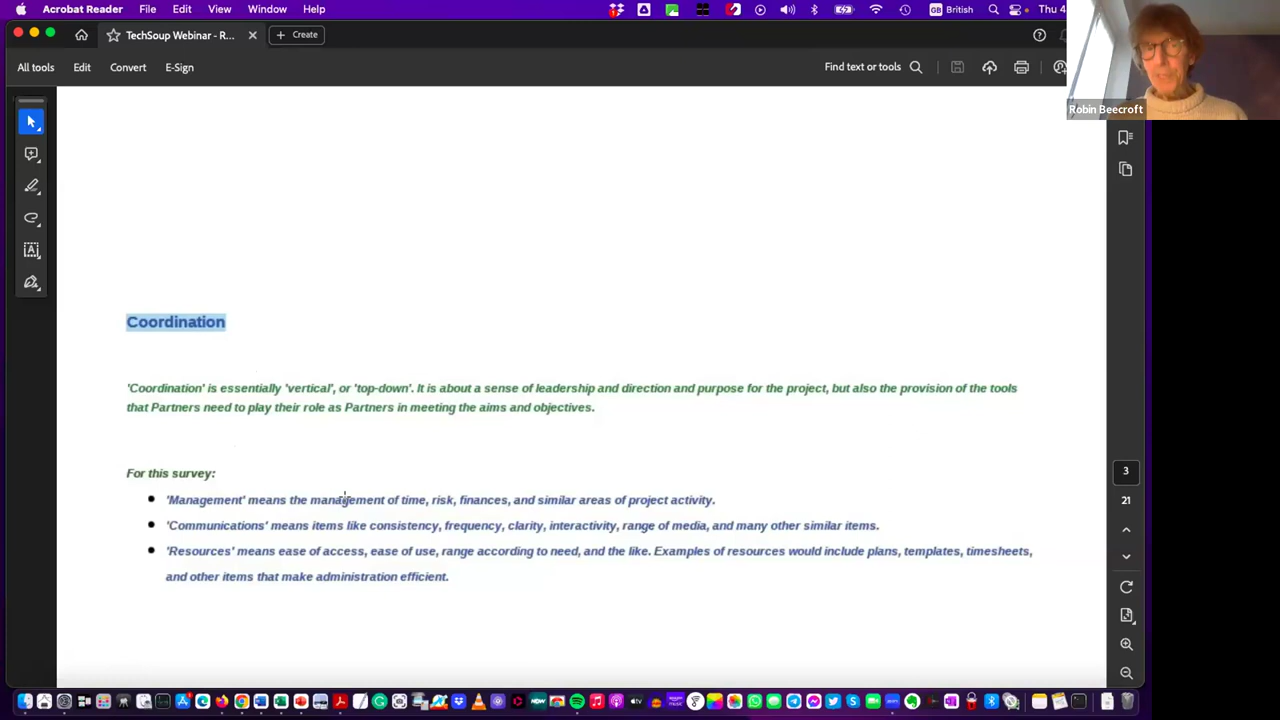 Acrobat Reader File Edit View Window Help British Thu 4
TechSoup Webinar - R... Create
All tools Edit Convert E-Sign Find text or tools
Robin Beecroft
Coordination
'Coordination' is essentially 'vertical', or 'top-down'. It is about a sense of leadership and direction and purpose for the project, but also the provision of the tools
that Partners need to play their role as Partners in meeting the aims and objectives.
For this survey:
'Management' means the management of time, risk, finances, and similar areas of project activity.
'Communications' means items like consistency, frequency, clarity, interactivity, range of media, and many other similar items.
'Resources' means ease of access, ease of use, range according to need, and the like. Examples of resources would include plans, templates, timesheets,
and other items that make administration efficient.
3
21